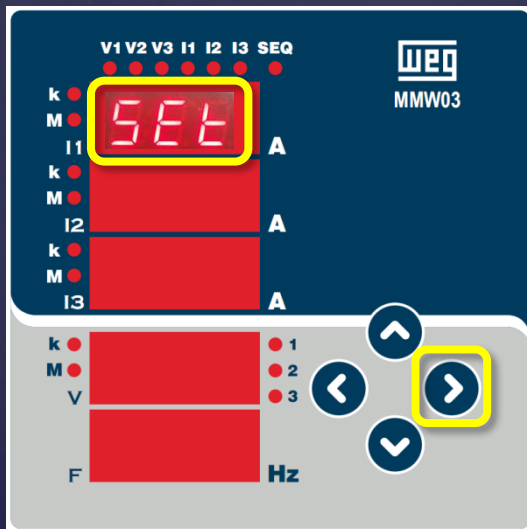 V1 V2 V3 I1 I2 I3 SEQ
weg
MMW03
k
M
SEt
I1 A
k
M
I2 A
k
M
I3 A
k 1
M 2
V 3
F Hz